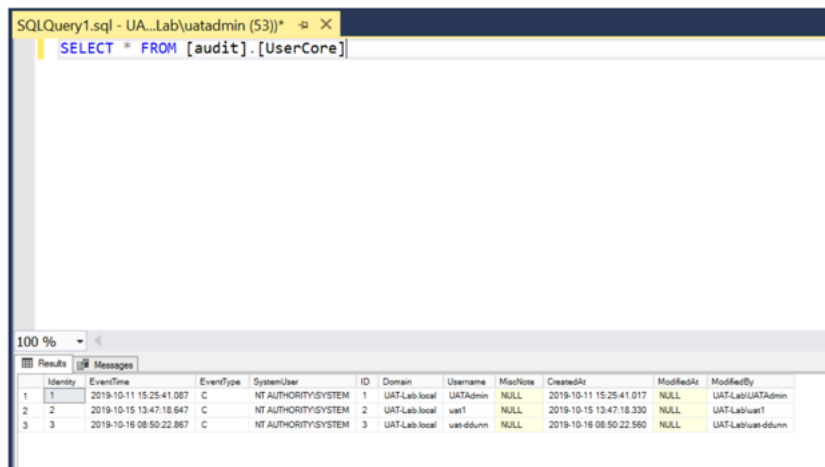 SQLQuery1.sql - UA...Lab\uatadmin (53))*
SELECT * FROM [audit].[UserCore]
100 %
Results Messages
Identity EventTime EventType SystemUser ID Domain Username MiscNote CreatedAt ModifiedAt ModifiedBy
1 1 2019-10-11 15:25:41.087 C NT AUTHORITY\SYSTEM 1 UAT-Lab.local UATAdmin NULL 2019-10-11 15:25:41.017 NULL UAT-Lab\UATAdmin
2 2 2019-10-15 13:47:18.647 C NT AUTHORITY\SYSTEM 2 UAT-Lab.local uat1 NULL 2019-10-15 13:47:18.330 NULL UAT-Lab\uat1
3 3 2019-10-16 08:50:22.867 C NT AUTHORITY\SYSTEM 3 UAT-Lab.local uat-ddunn NULL 2019-10-16 08:50:22.560 NULL UAT-Lab\uat-ddunn